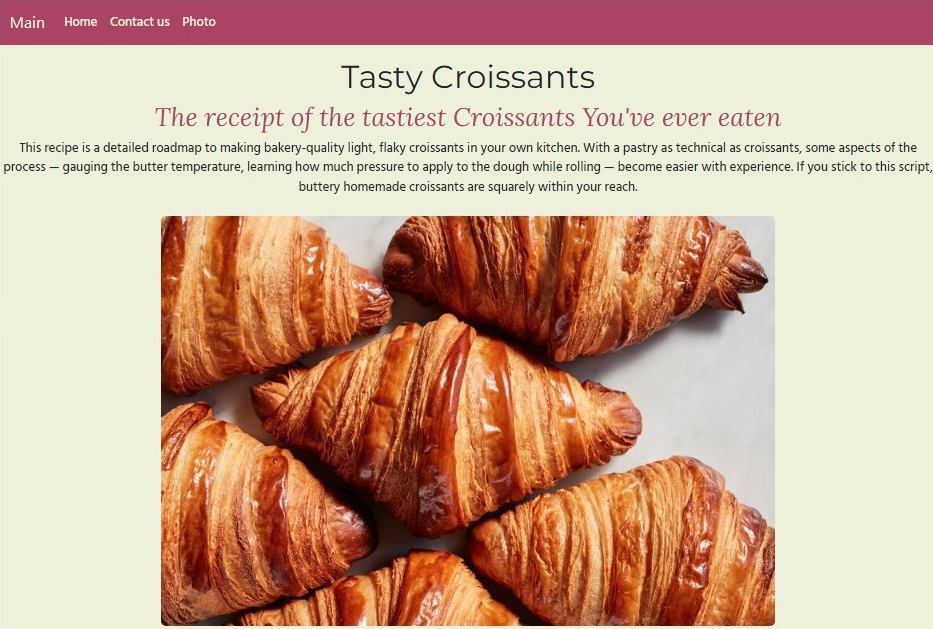 Main Home Contact us Photo
Tasty Croissants
The receipt of the tastiest Croissants You've ever eaten
This recipe is a detailed roadmap to making bakery-quality light, flaky croissants in your own kitchen. With a pastry as technical as croissants, some aspects of the
process — gauging the butter temperature, learning how much pressure to apply to the dough while rolling — become easier with experience. If you stick to this script,
buttery homemade croissants are squarely within your reach.